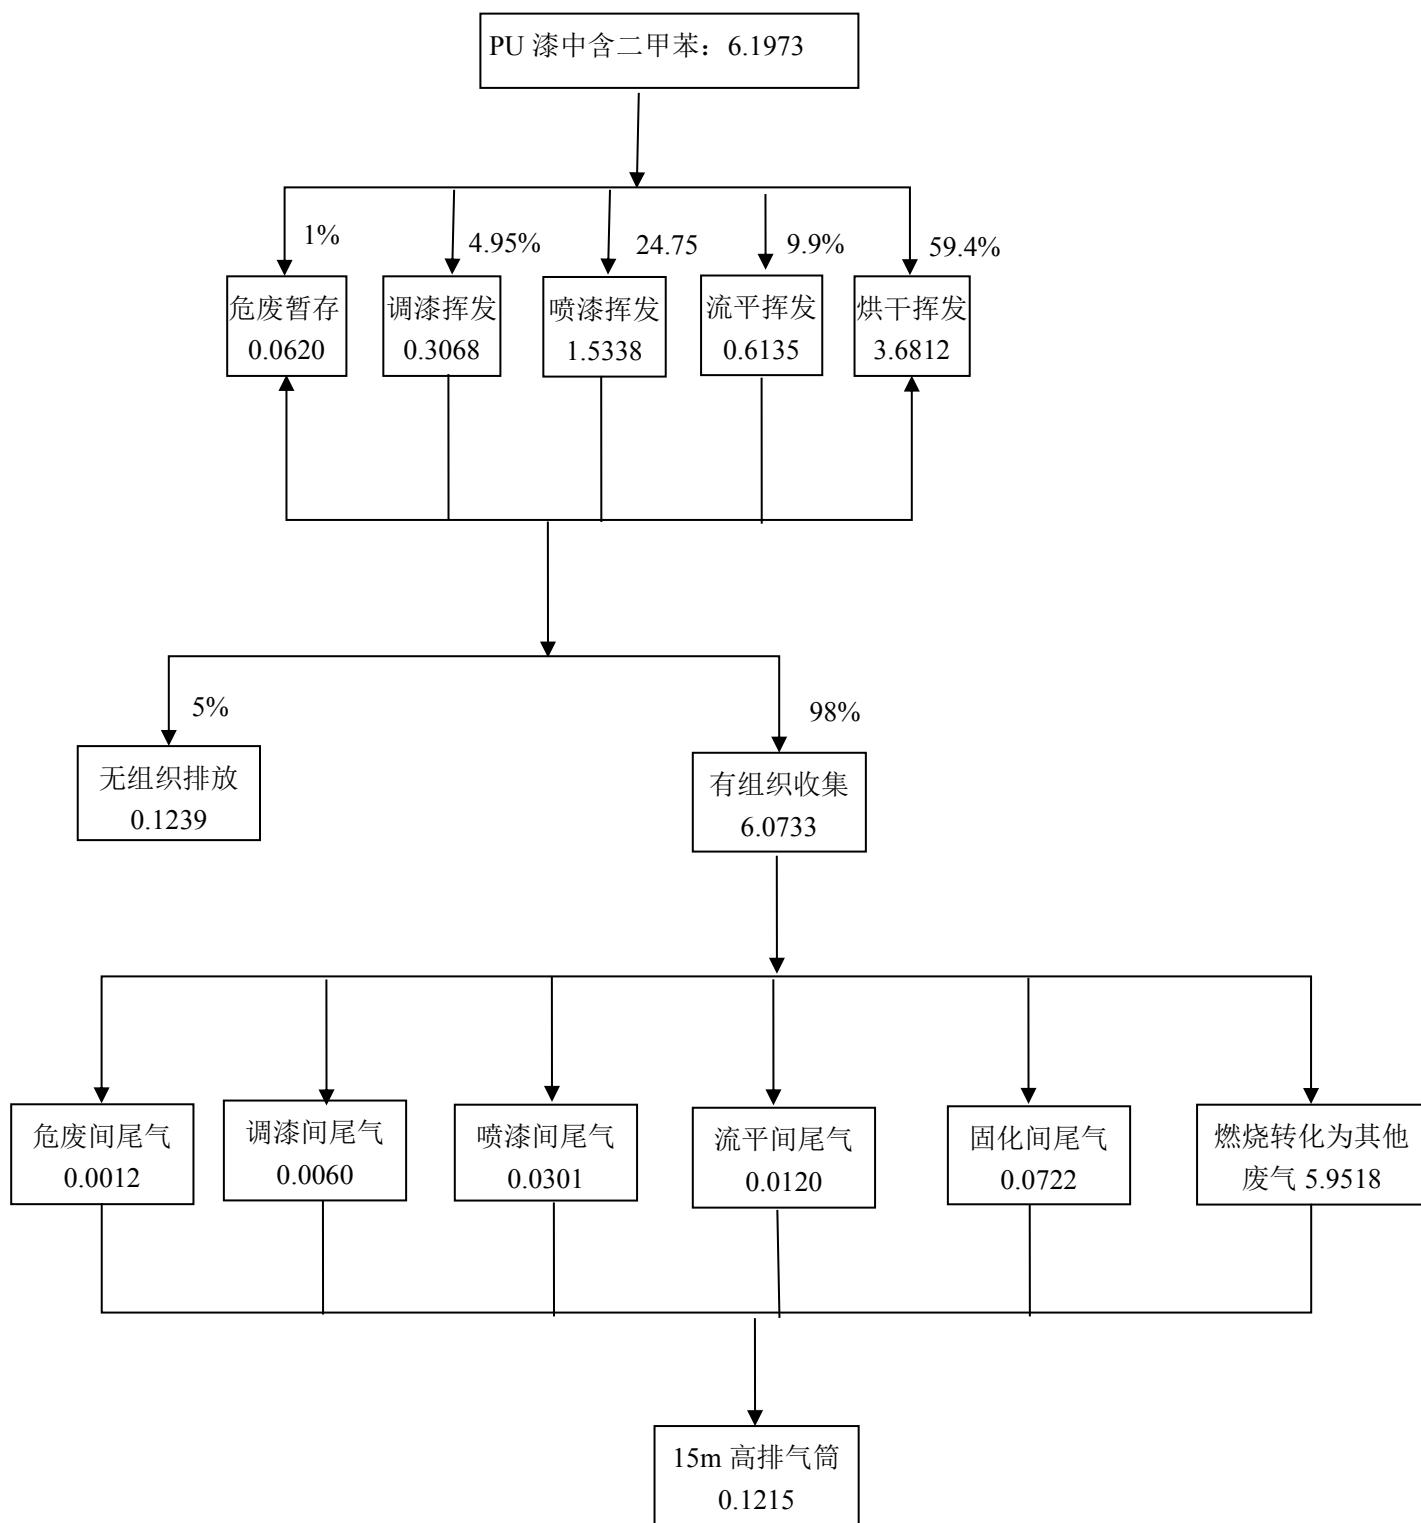 PU 漆中含二甲苯：6.1973
1%
4.95%
24.75
9.9%
59.4%
危废暂存
0.0620
调漆挥发
0.3068
喷漆挥发
1.5338
流平挥发
0.6135
烘干挥发
3.6812
5%
98%
无组织排放
0.1239
有组织收集
6.0733
危废间尾气
0.0012
调漆间尾气
0.0060
喷漆间尾气
0.0301
流平间尾气
0.0120
固化间尾气
0.0722
燃烧转化为其他
废气 5.9518
15m 高排气筒
0.1215